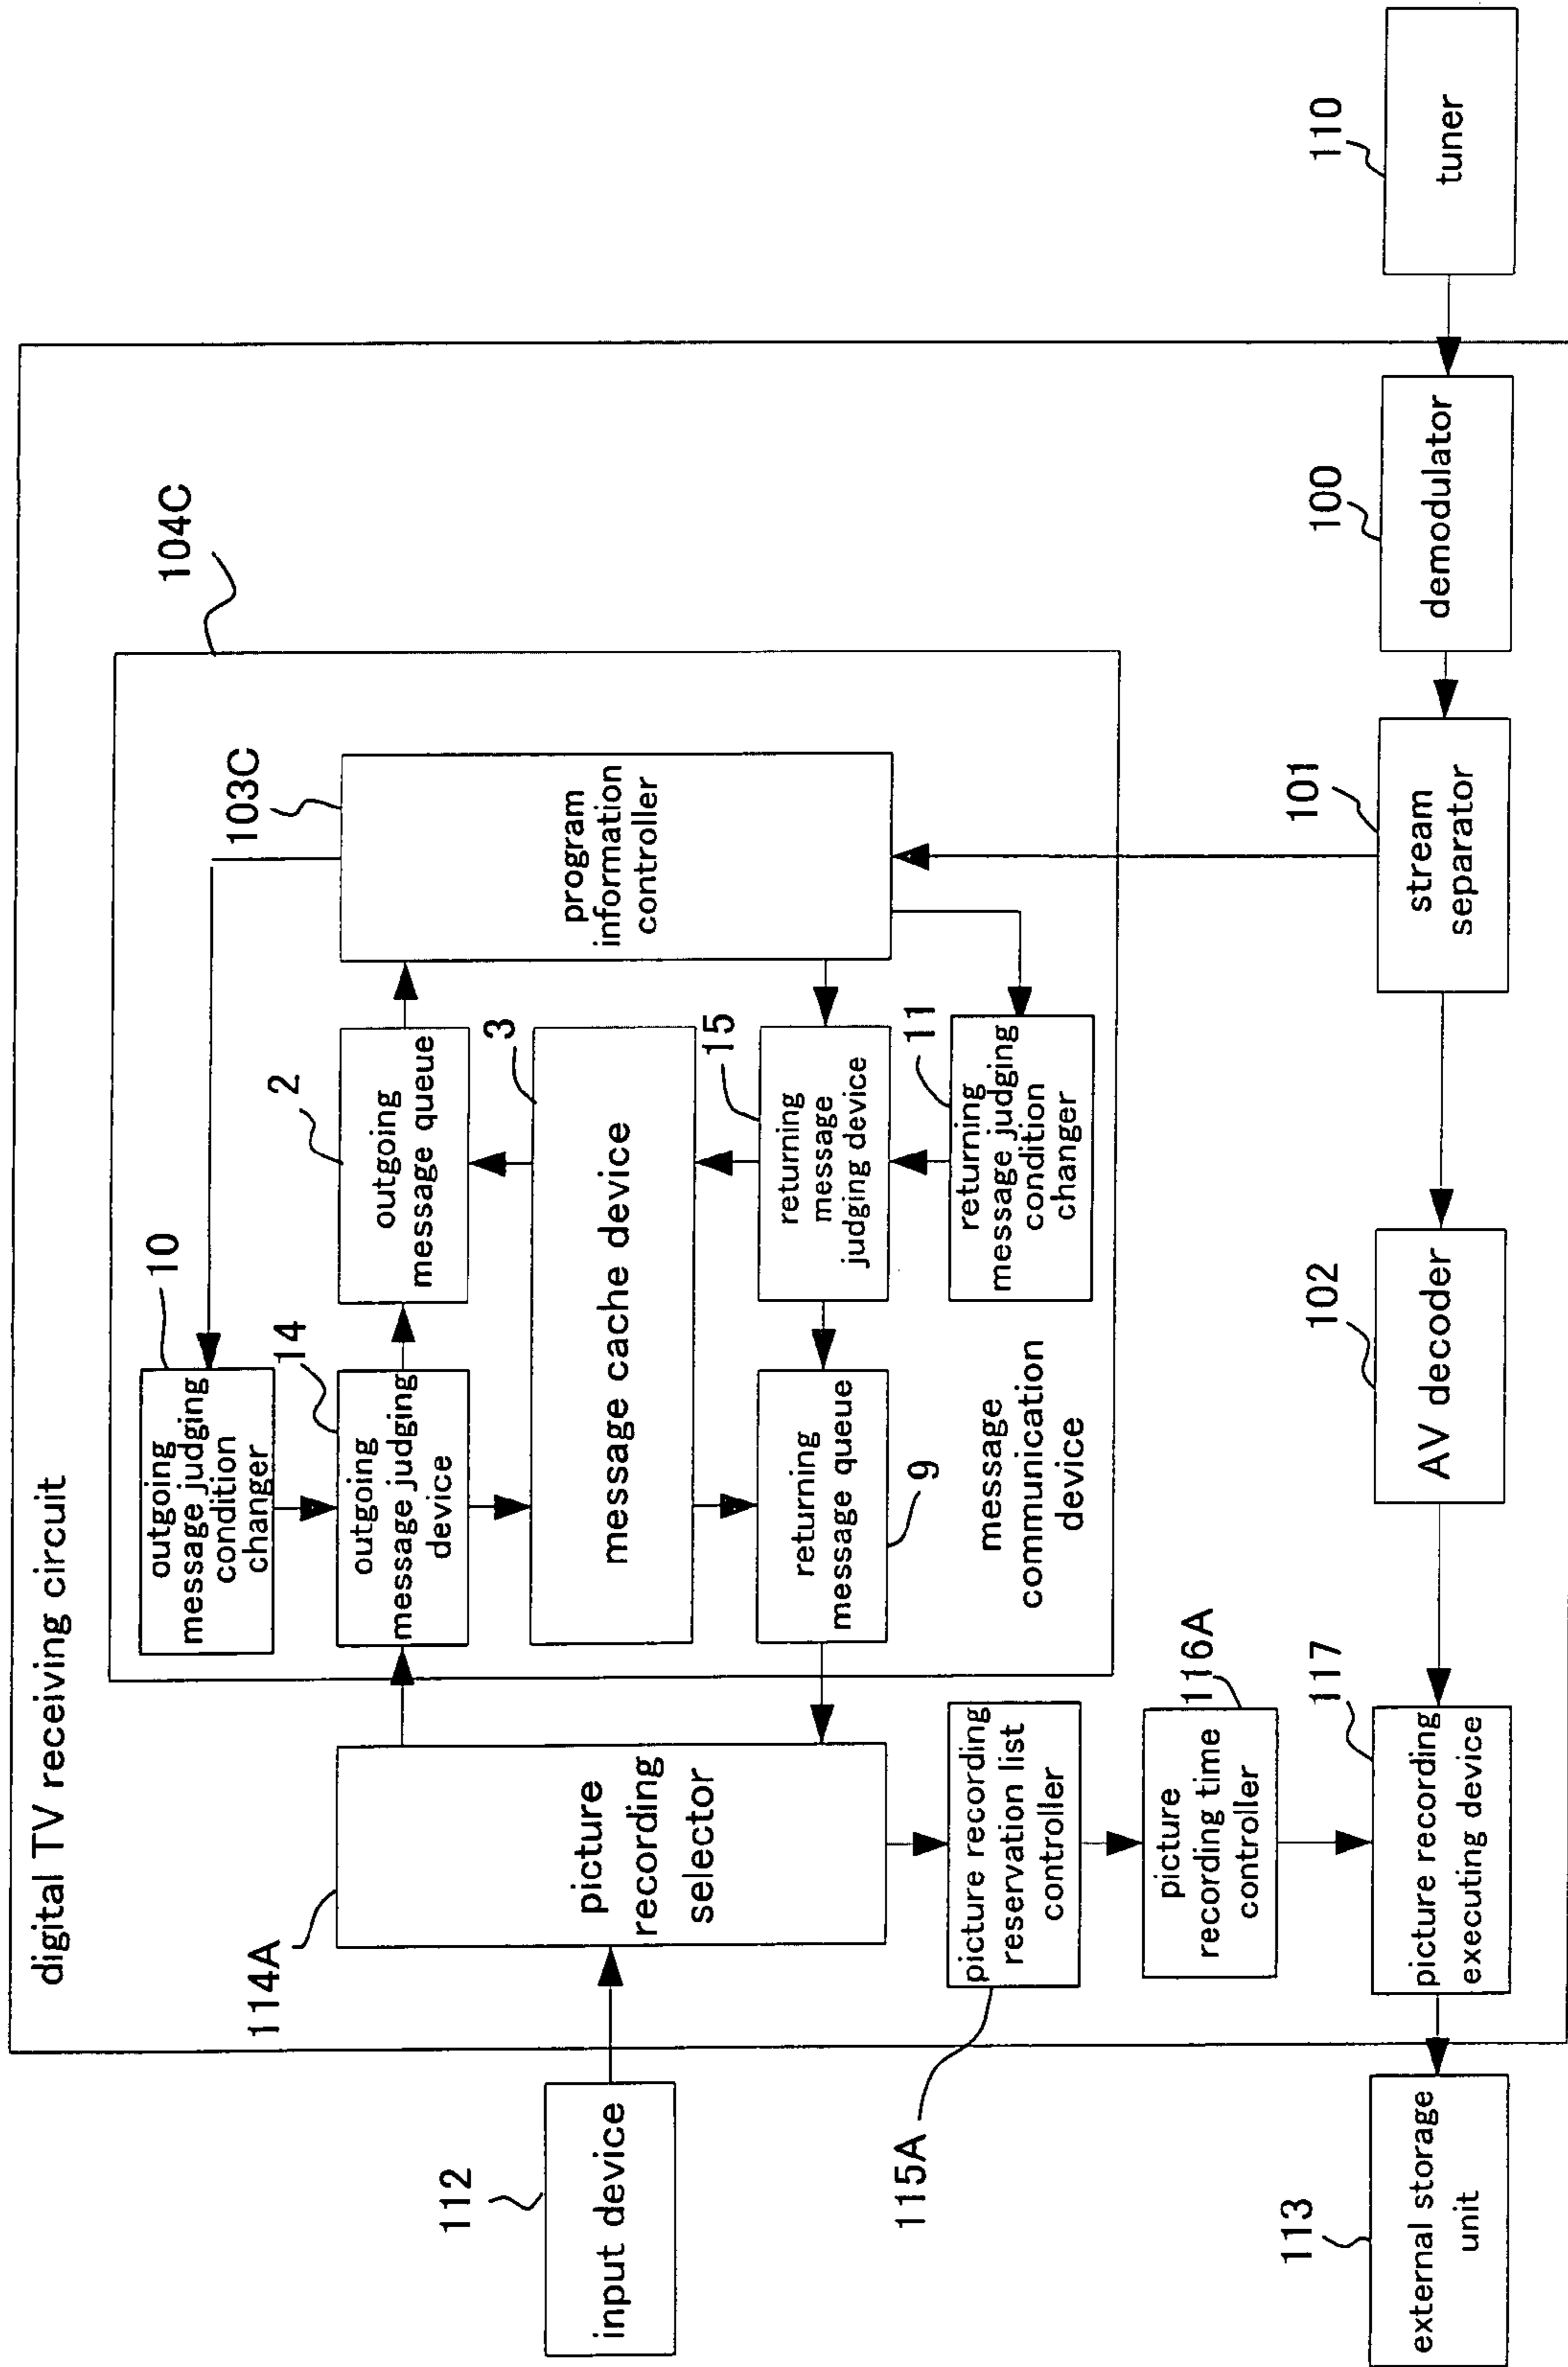 digital TV receiving circuit
104C
10
outgoing
message judging
condition
changer
103C
14
outgoing
message judging
device
2
outgoing
message queue
program
information
controller
114A
picture
recording
selector
3
message cache device
112
input device
15
returning
message
judging device
returning
message queue
9
11
returning
message judging
condition
changer
message
communication
device
115A
picture recording
reservation list
controller
116A
picture
recording time
controller
113
external storage
unit
117
picture recording
executing device
102
AV decoder
101
stream
separator
100
demodulator
110
tuner